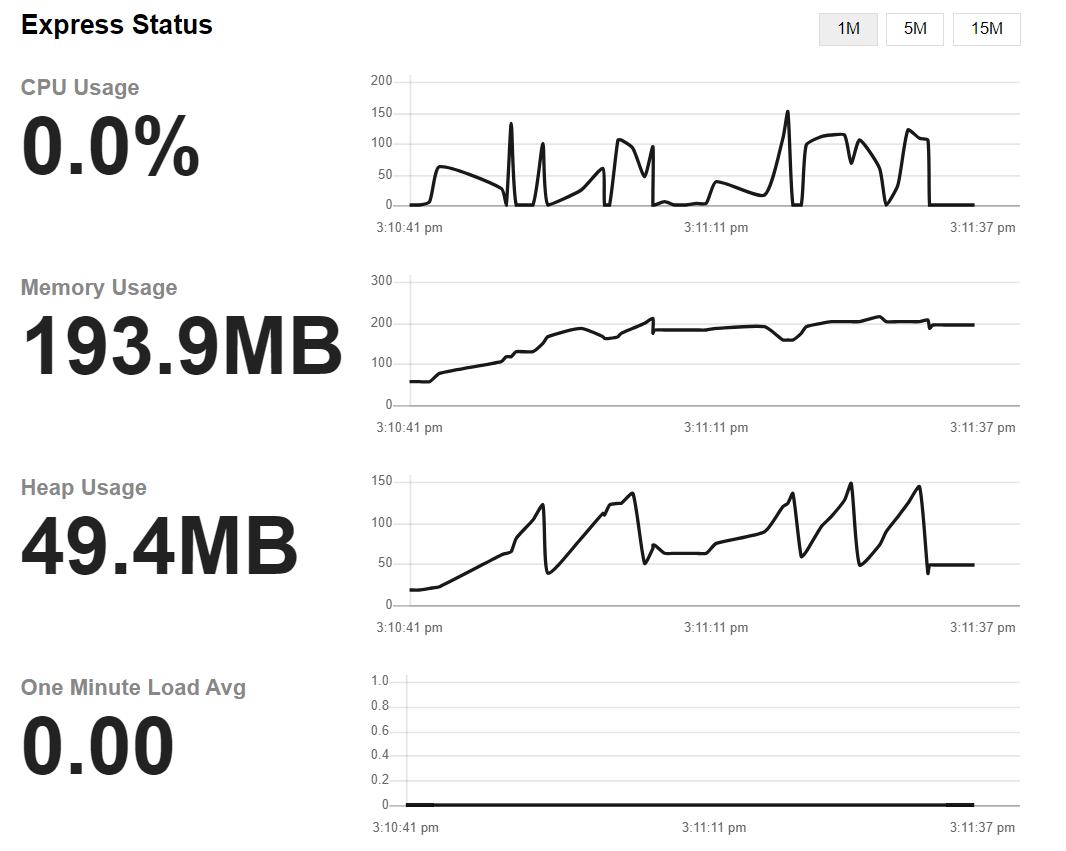 Express Status
1M 5M 15M
CPU Usage
0.0%
200
150
100
50
0
3:10:41 pm 3:11:11 pm 3:11:37 pm
Memory Usage
193.9MB
300
200
100
0
3:10:41 pm 3:11:11 pm 3:11:37 pm
Heap Usage
49.4MB
150
100
50
0
3:10:41 pm 3:11:11 pm 3:11:37 pm
One Minute Load Avg
0.00
1.0
0.8
0.6
0.4
0.2
0
3:10:41 pm 3:11:11 pm 3:11:37 pm